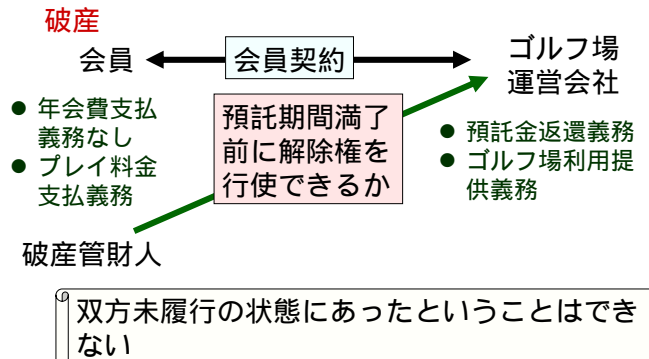 破産
会員
会員契約
ゴルフ場
運営会社
● 年会費支払
義務なし
● プレイ料金
支払義務
預託期間満了
前に解除権を
行使できるか
● 預託金返還義務
● ゴルフ場利用提
供義務
破産管財人
双方未履行の状態にあったということはでき
ない